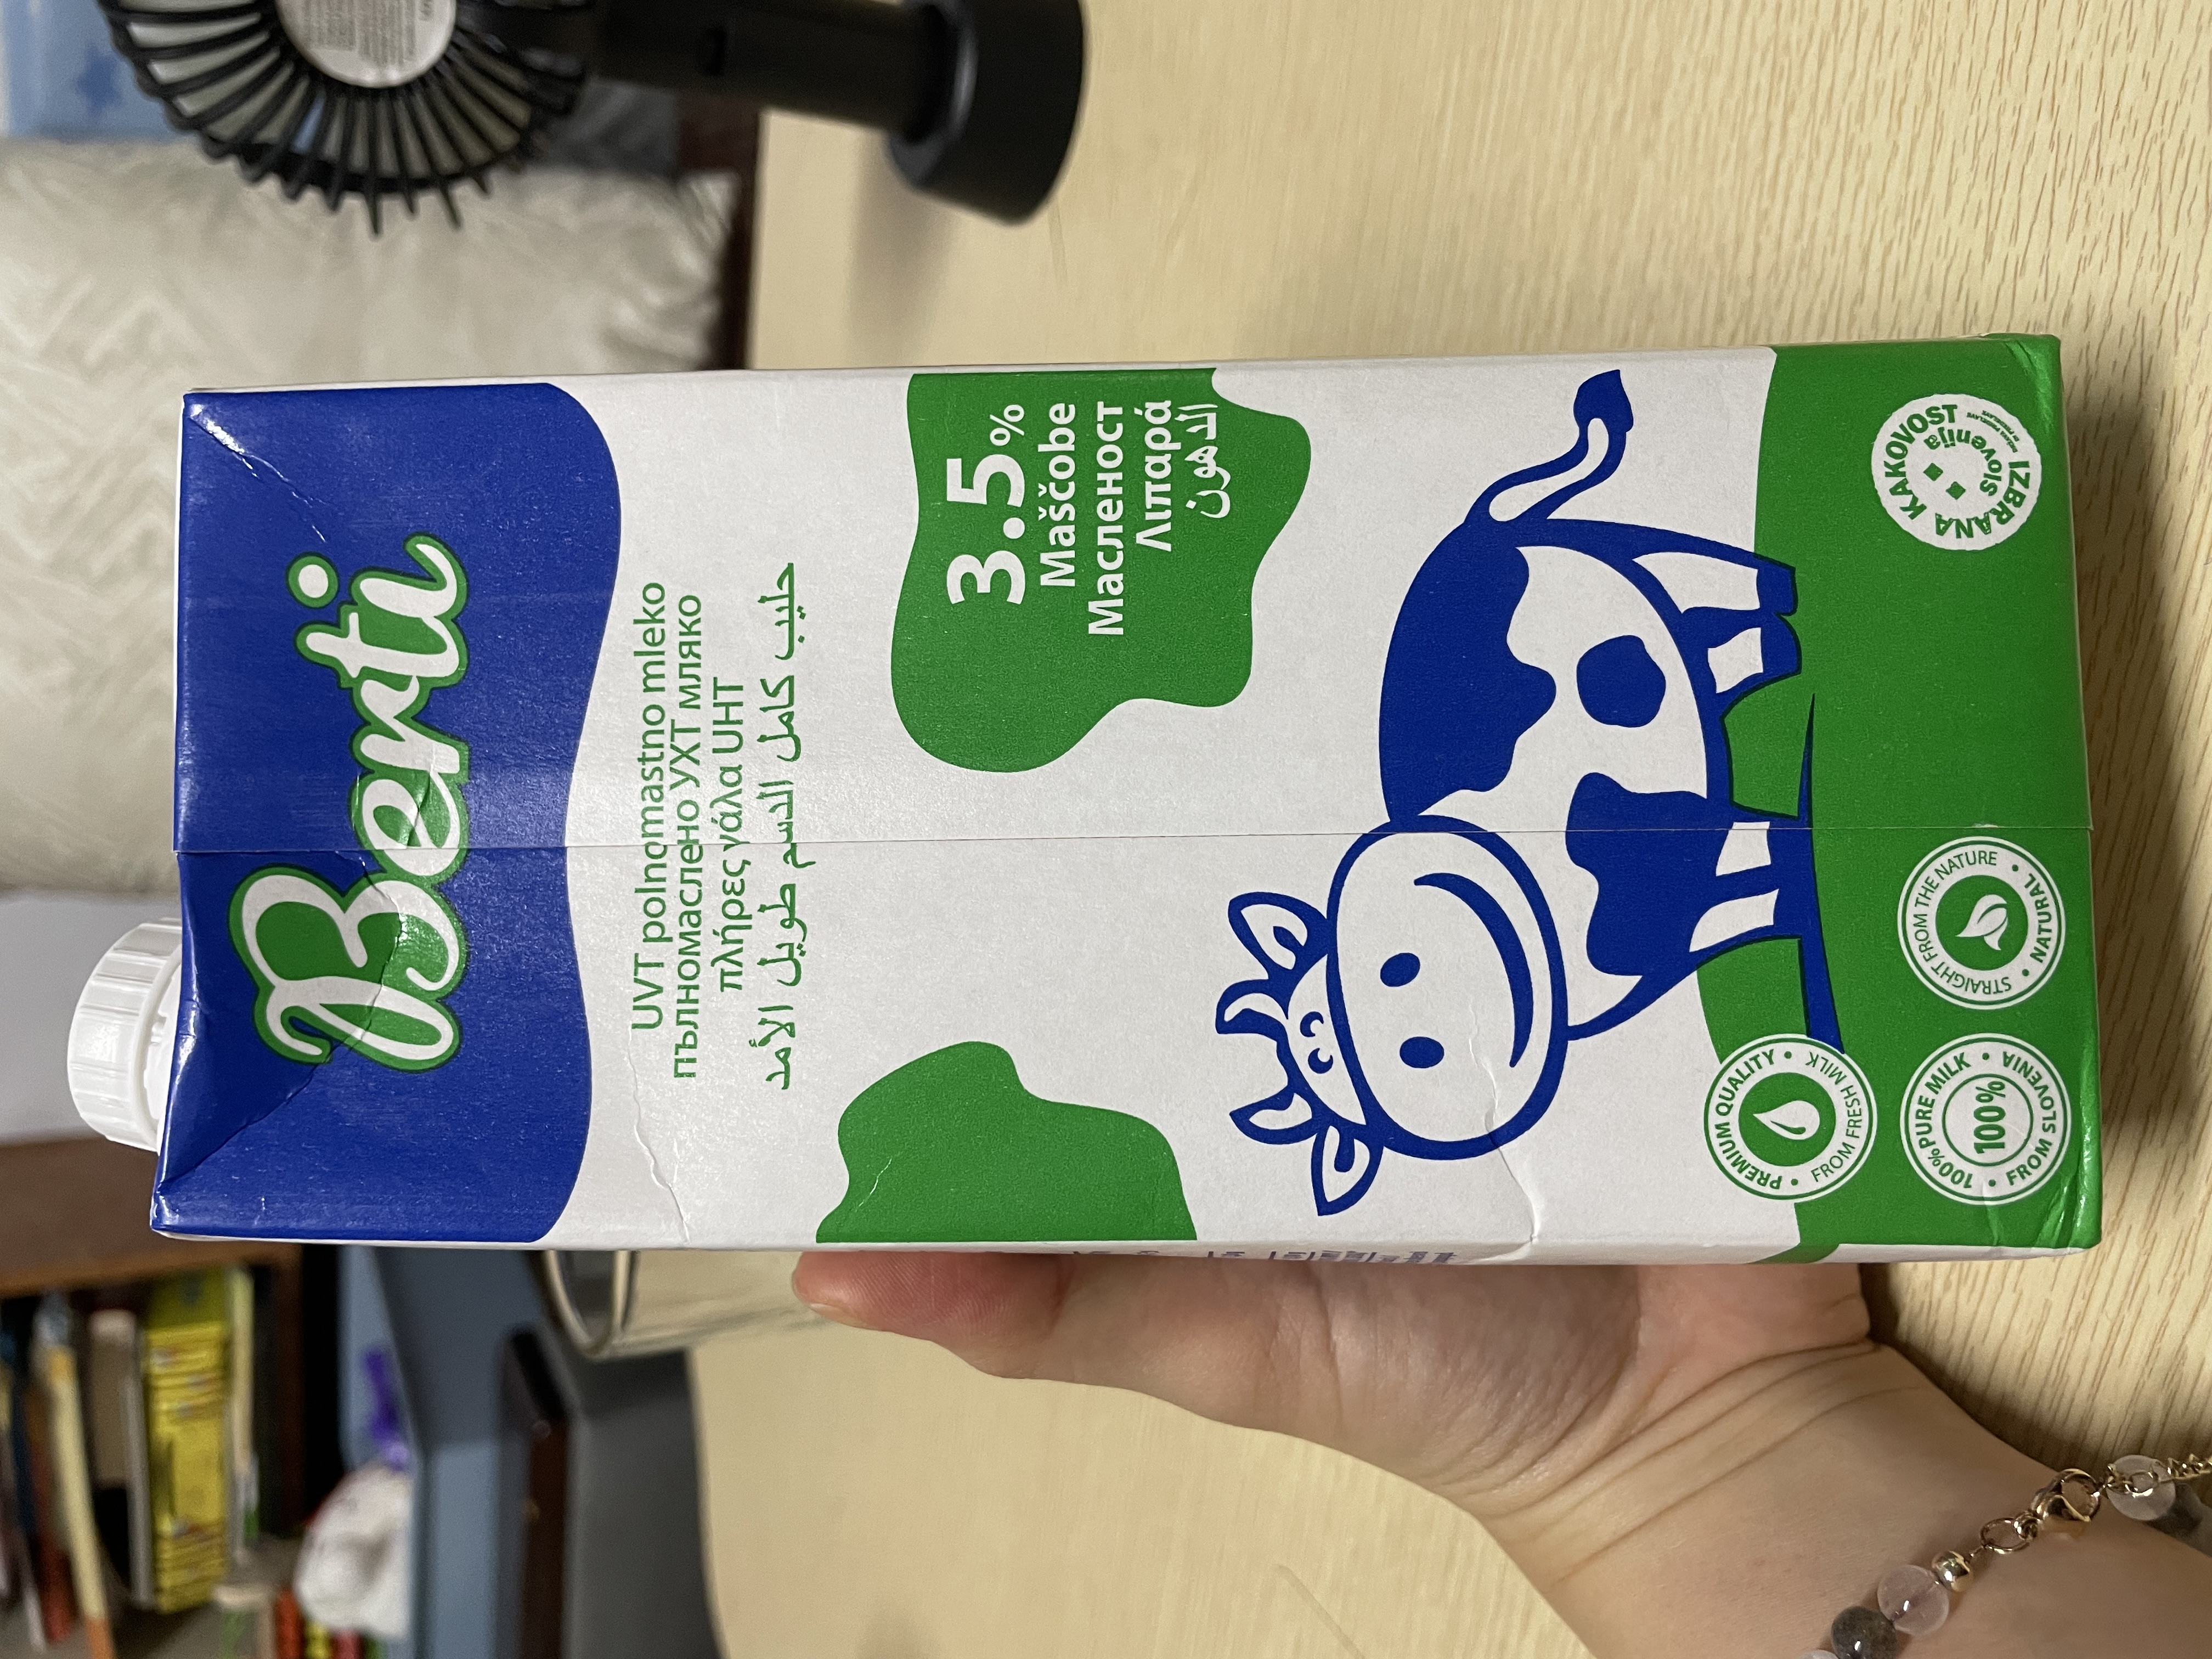 Berti
UVT polnomastno mleko
пълномаслено УХТ мляко
πλήρες γάλα UHT
حليب كامل الدسم طويل الأمد
3.5%
Maščobe
Масленост
Λιπαρά
الدهون
PREMIUM QUALITY
FROM FRESH MILK
100% PURE MILK
100%
FROM SLOVENIA
STRAIGHT FROM THE NATURE
NATURUAL
IZBRANA KAKOVOST
Slovenija